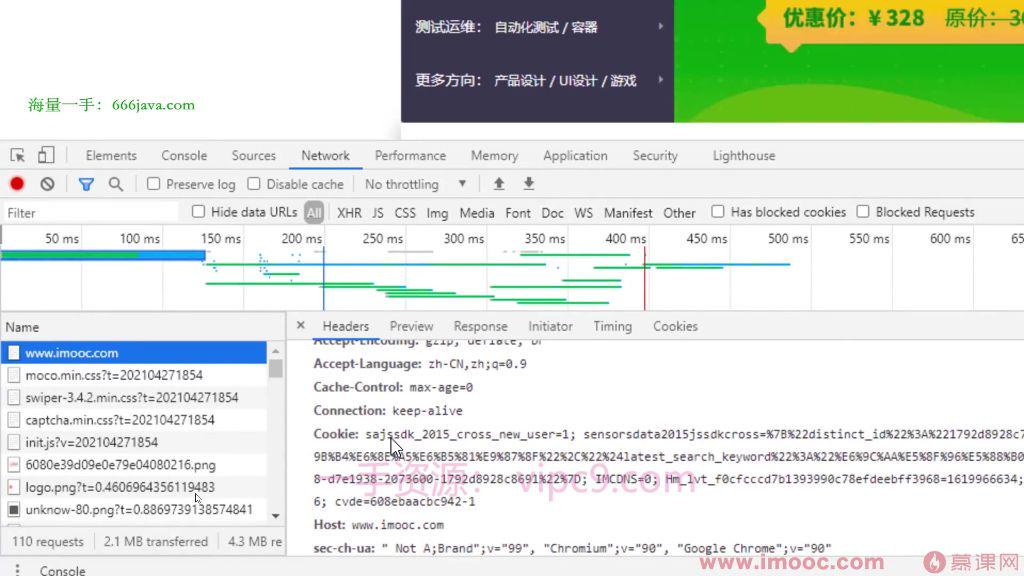 测试运维： 自动化测试 / 容器
优惠价：￥328 原价：
更多方向： 产品设计 / UI设计 / 游戏
海量一手：666java.com
Elements Console Sources Network Performance Memory Application Security Lighthouse
Preserve log Disable cache No throttling
Filter Hide data URLs All XHR JS CSS Img Media Font Doc WS Manifest Other Has blocked cookies Blocked Requests
50 ms 100 ms 150 ms 200 ms 250 ms 300 ms 350 ms 400 ms 450 ms 500 ms 550 ms 600 ms 65
Name
Headers Preview Response Initiator Timing Cookies
www.imooc.com
moco.min.css?t=202104271854
swiper-3.4.2.min.css?t=202104271854
captcha.min.css?t=202104271854
init.js?v=202104271854
6080e39d09e0e79e04080216.png
logo.png?t=0.4606964356119483
unknow-80.png?t=0.8869739138574841
110 requests 2.1 MB transferred 4.3 MB re
Accept-Encoding: gzip, deflate, br
Accept-Language: zh-CN,zh;q=0.9
Cache-Control: max-age=0
Connection: keep-alive
Cookie: sajssdk_2015_cross_new_user=1; sensorsdata2015jssdkcross=%7B%22distinct_id%22%3A%221792d8928c7
9B%B4%E6%8E%A5%E6%B5%81%E9%87%8F%22%2C%22%24latest_search_keyword%22%3A%22%E6%9C%AA%E5%8F%96%E5%88%B0
8-d7e1938-2073600-1792d8928c8691%22%7D; IMCDNS=0; Hm_lvt_f0cfcccd7b1393990c78efdeebff3968=1619966634;
6; cvde=608ebaacbc942-1
手资源：vipc9.com
Host: www.imooc.com
sec-ch-ua: " Not A;Brand";v="99", "Chromium";v="90", "Google Chrome";v="90"
www.imooc.com 慕课网
Console